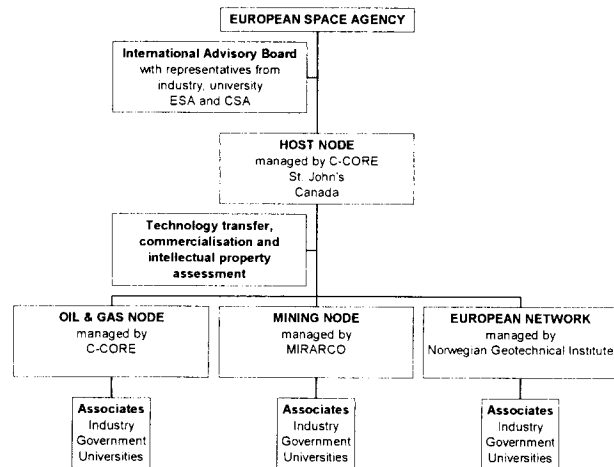 EUROPEAN SPACE AGENCY
International Advisory Board
with representatives from
industry, university
ESA and CSA
HOST NODE
managed by C-CORE
St. John's
Canada
Technology transfer,
commercialisation and
intellectual property
assessment
OIL & GAS NODE
managed by
C-CORE
MINING NODE
managed by
MIRARCO
EUROPEAN NETWORK
managed by
Norwegian Geotechnical Institute
Associates
Industry
Government
Universities
Associates
Industry
Government
Universities
Associates
Industry
Government
Universities